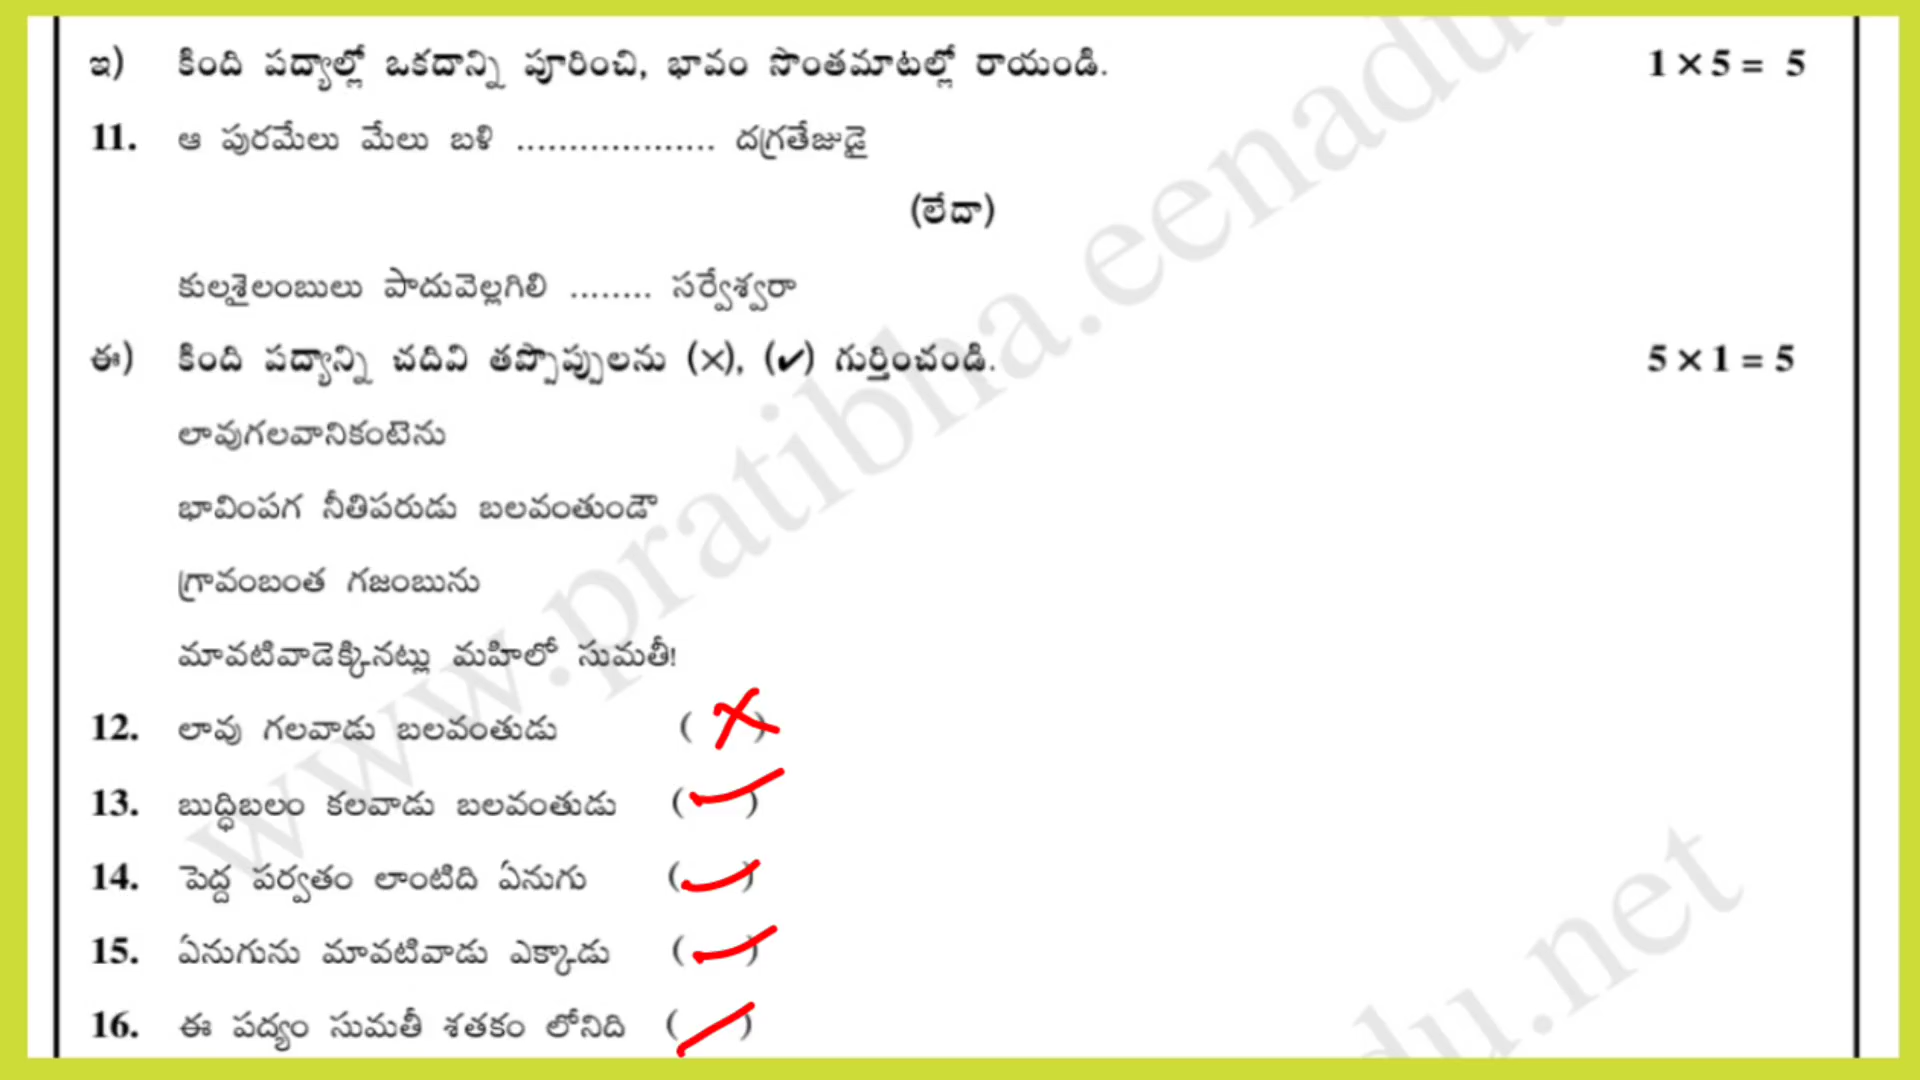 ఇ) కింది పద్యాల్లో ఒకదాన్ని పూరించి, భావం సొంతమాటల్లో రాయండి. 1 × 5 = 5
11. ఆ పురమేలు మేలు బళి ................... దగ్రతేజుడై
(లేదా)
కులశైలంబులు పాదువెల్లగిలి ........ సర్వేశ్వరా
ఈ) కింది పద్యాన్ని చదివి తప్పొప్పులను (×), (✔) గుర్తించండి. 5 × 1 = 5
లావుగలవానికంటెను
భావింపగ నీతిపరుడు బలవంతుండౌ
గ్రావంబంత గజంబును
మావటివాడెక్కినట్లు మహిలో సుమతీ!
12. లావు గలవాడు బలవంతుడు ( × )
13. బుద్ధిబలం కలవాడు బలవంతుడు ( ✓ )
14. పెద్ద పర్వతం లాంటిది ఏనుగు ( ✓ )
15. ఏనుగును మావటివాడు ఎక్కాడు ( ✓ )
16. ఈ పద్యం సుమతీ శతకం లోనిది ( ✓ )
www.pratibha.eenadu.
du.net